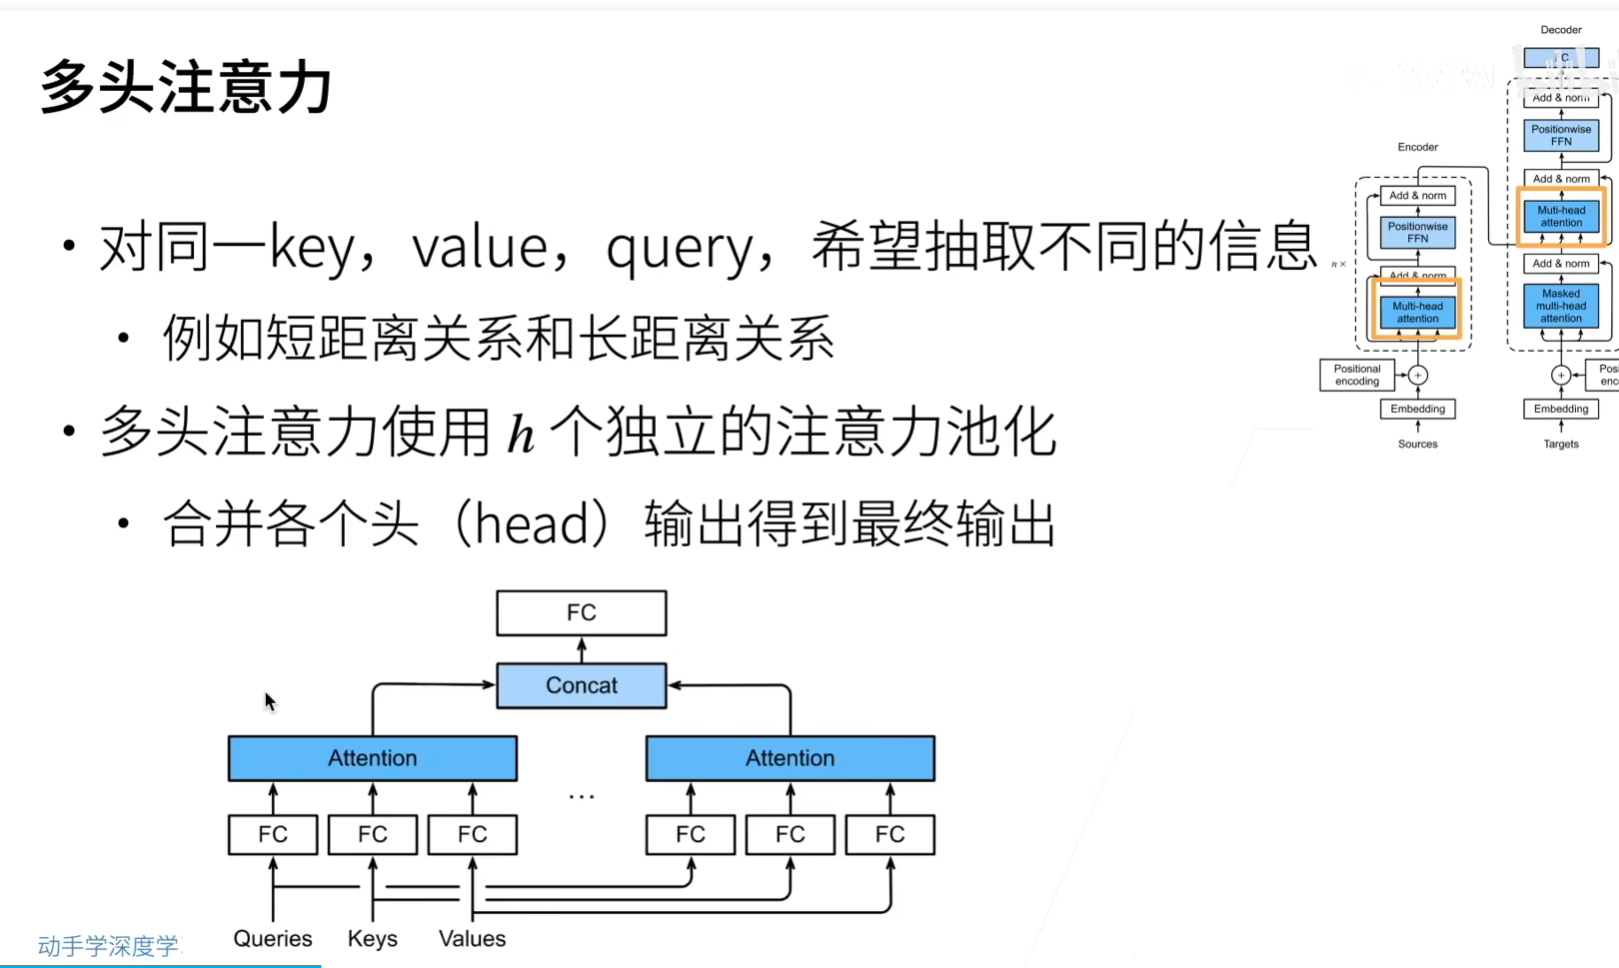 多头注意力
• 对同一key，value，query，希望抽取不同的信息
• 例如短距离关系和长距离关系
• 多头注意力使用 h 个独立的注意力池化
• 合并各个头（head）输出得到最终输出
FC
Concat
Attention
Attention
...
FC
FC
FC
FC
FC
FC
Queries
Keys
Values
动手学深度学
Encoder
Add & norm
Positionwise
FFN
Add & norm
Multi-head
attention
n×
Positional
encoding
+
Embedding
Sources
Decoder
FC
Add & norm
Positionwise
FFN
Add & norm
Muti-head
attention
Add & norm
Masked
multi-head
attention
+
Embedding
Targets